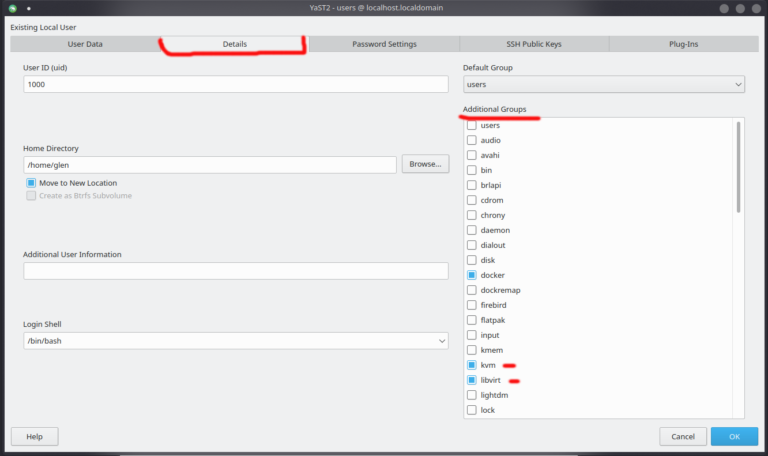 YaST2 - users @ localhost.localdomain
Existing Local User
User Data
Details
Password Settings
SSH Public Keys
Plug-Ins
User ID (uid)
1000
Home Directory
/home/glen
Browse...
Move to New Location
Create as Btrfs Subvolume
Additional User Information
Login Shell
/bin/bash
Default Group
users
Additional Groups
users
audio
avahi
bin
brlapi
cdrom
chrony
daemon
dialout
disk
docker
dockremap
firebird
flatpak
input
kmem
kvm
libvirt
lightdm
lock
Help
Cancel
OK